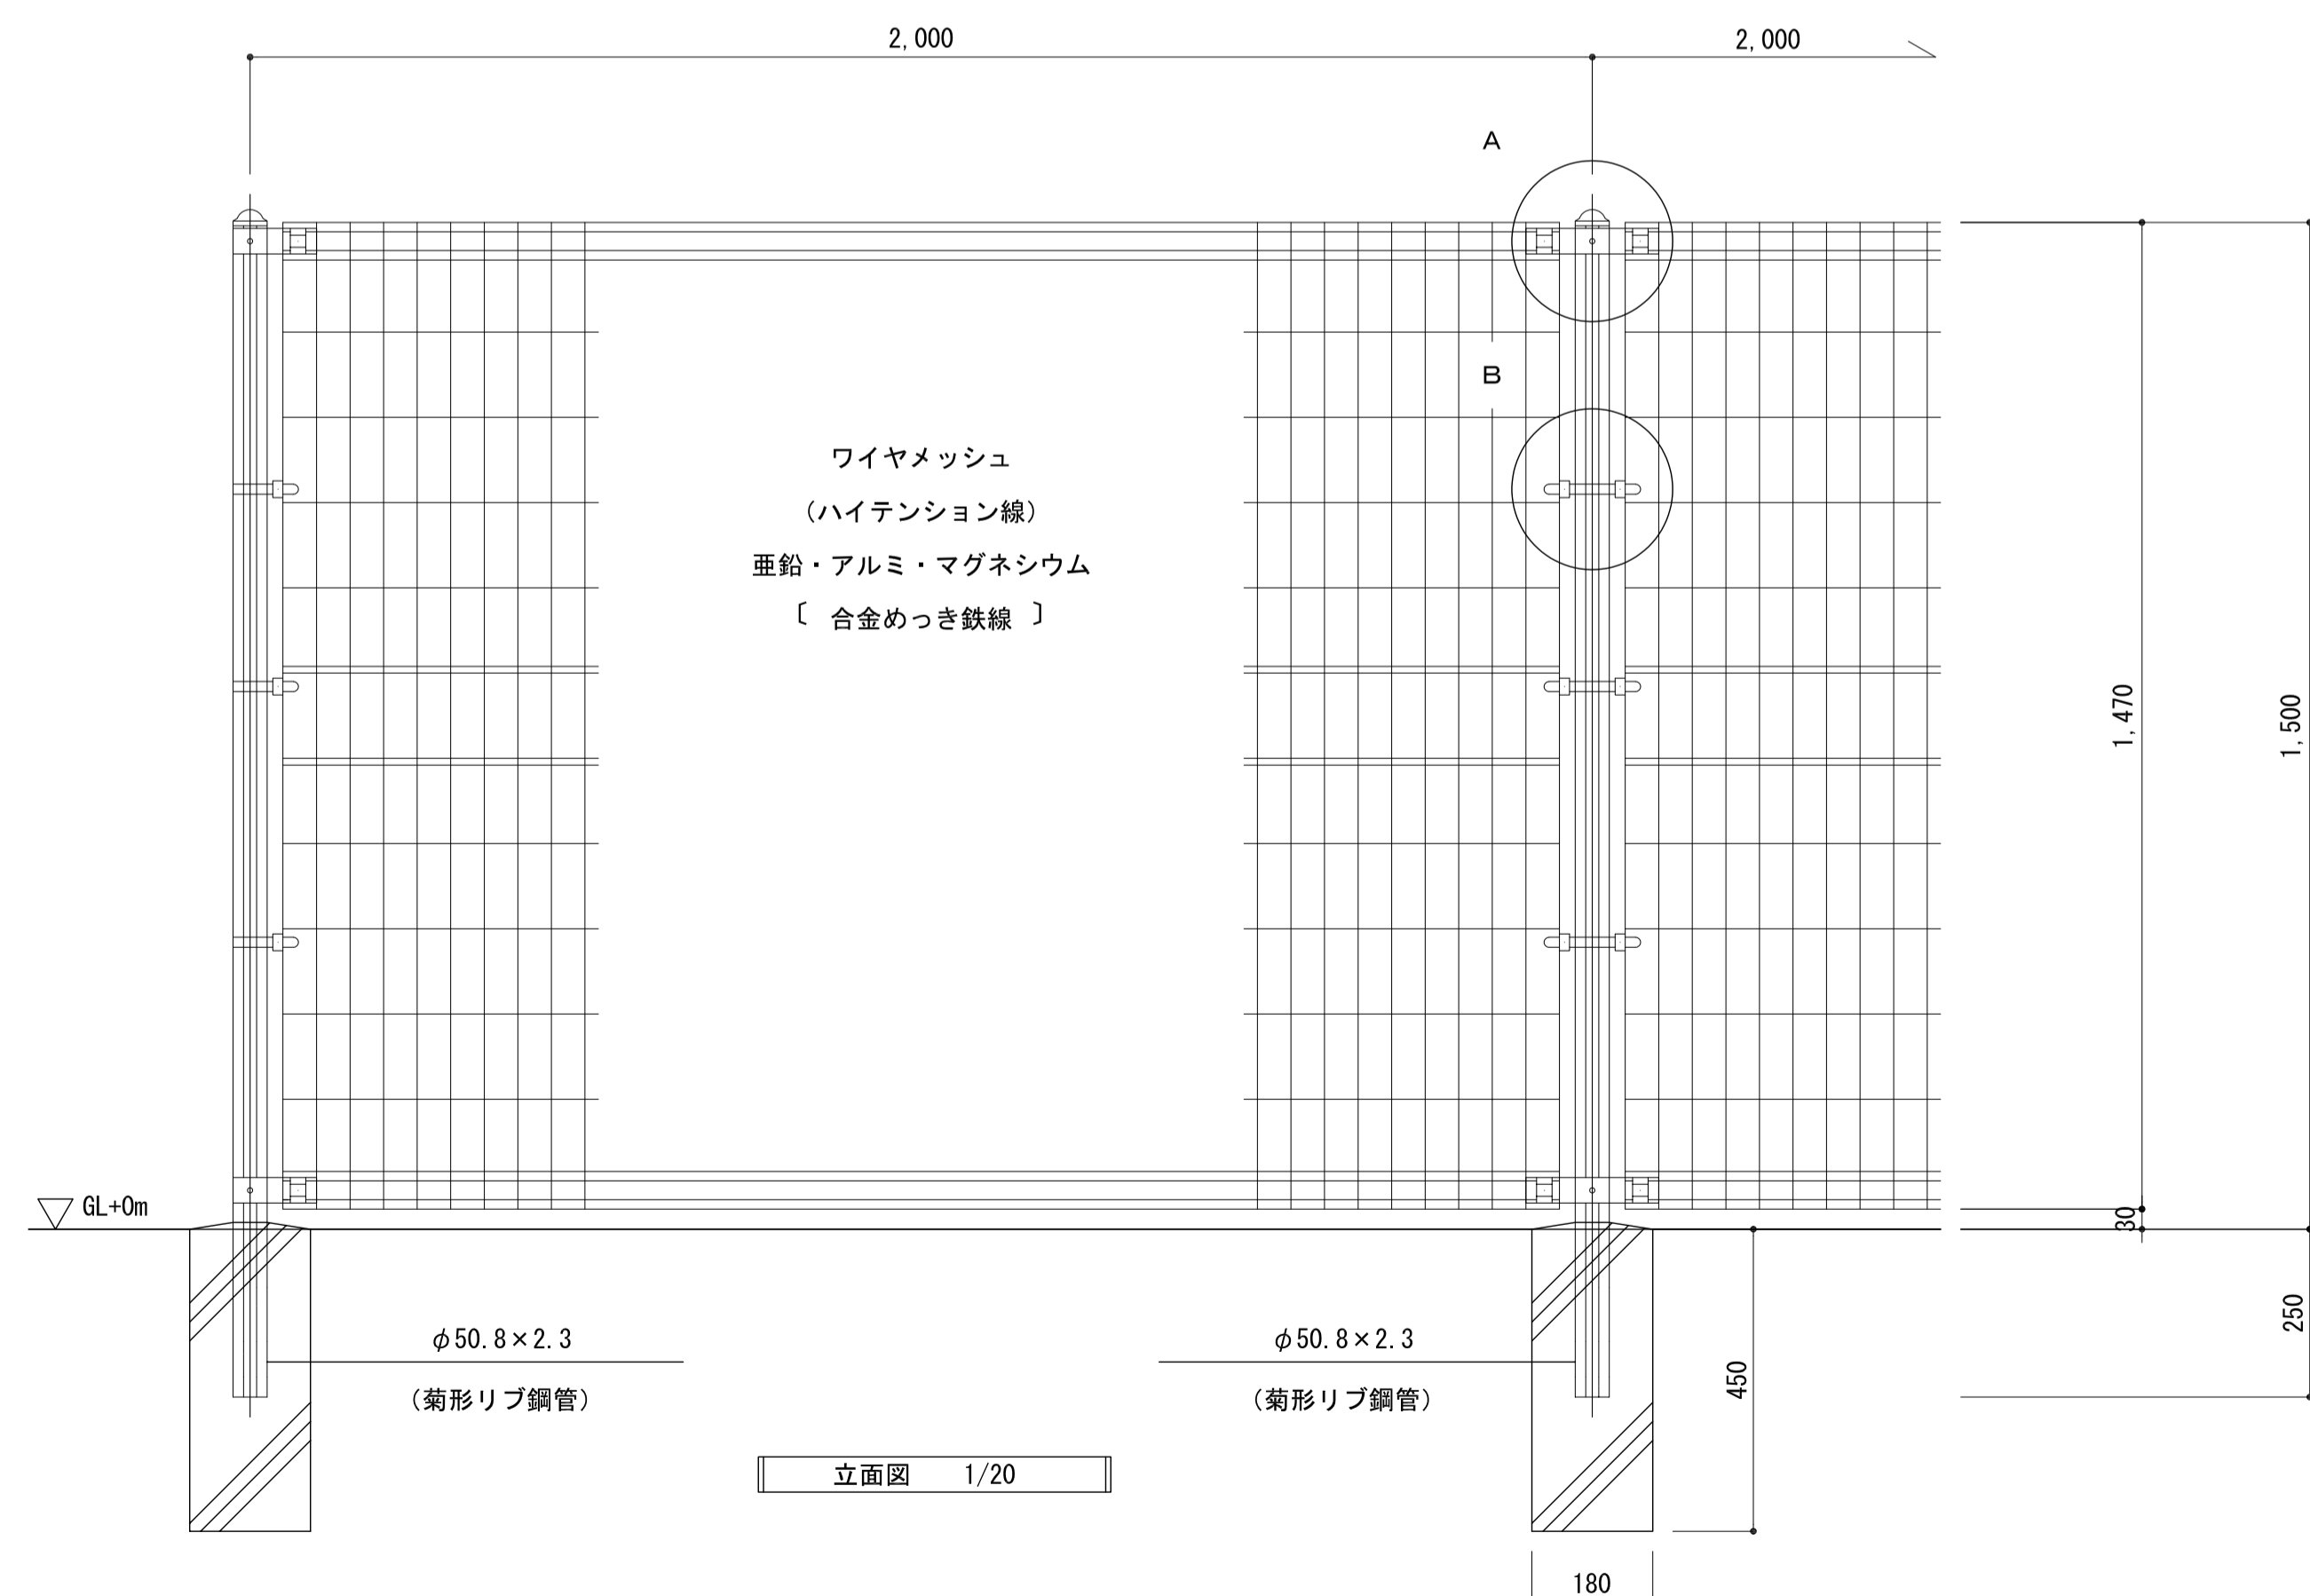 2,000
2,000
A
B
ワイヤメッシュ
(ハイテンション線)
亜鉛・アルミ・マグネシウム
〔 合金めっき鉄線 〕
1,470
1,500
GL+0m
30
250
φ50.8×2.3
(菊形リブ鋼管)
φ50.8×2.3
(菊形リブ鋼管)
450
立面図 1/20
180